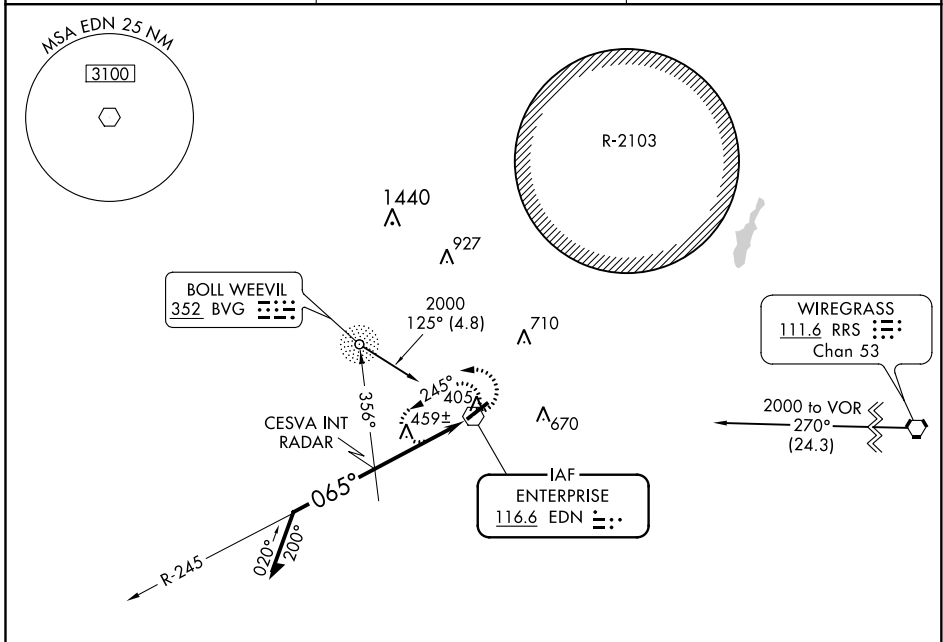 MSA EDN 25 NM
3100
R-2103
1440
927
BOLL WEEVIL
352 BVG
2000
125° (4.8)
710
WIREGRASS
111.6 RRS
Chan 53
356°
245°
405
459±
670
CESVA INT
RADAR
2000 to VOR
270°
(24.3)
065°
IAF
ENTERPRISE
116.6 EDN
020°
200°
R-245